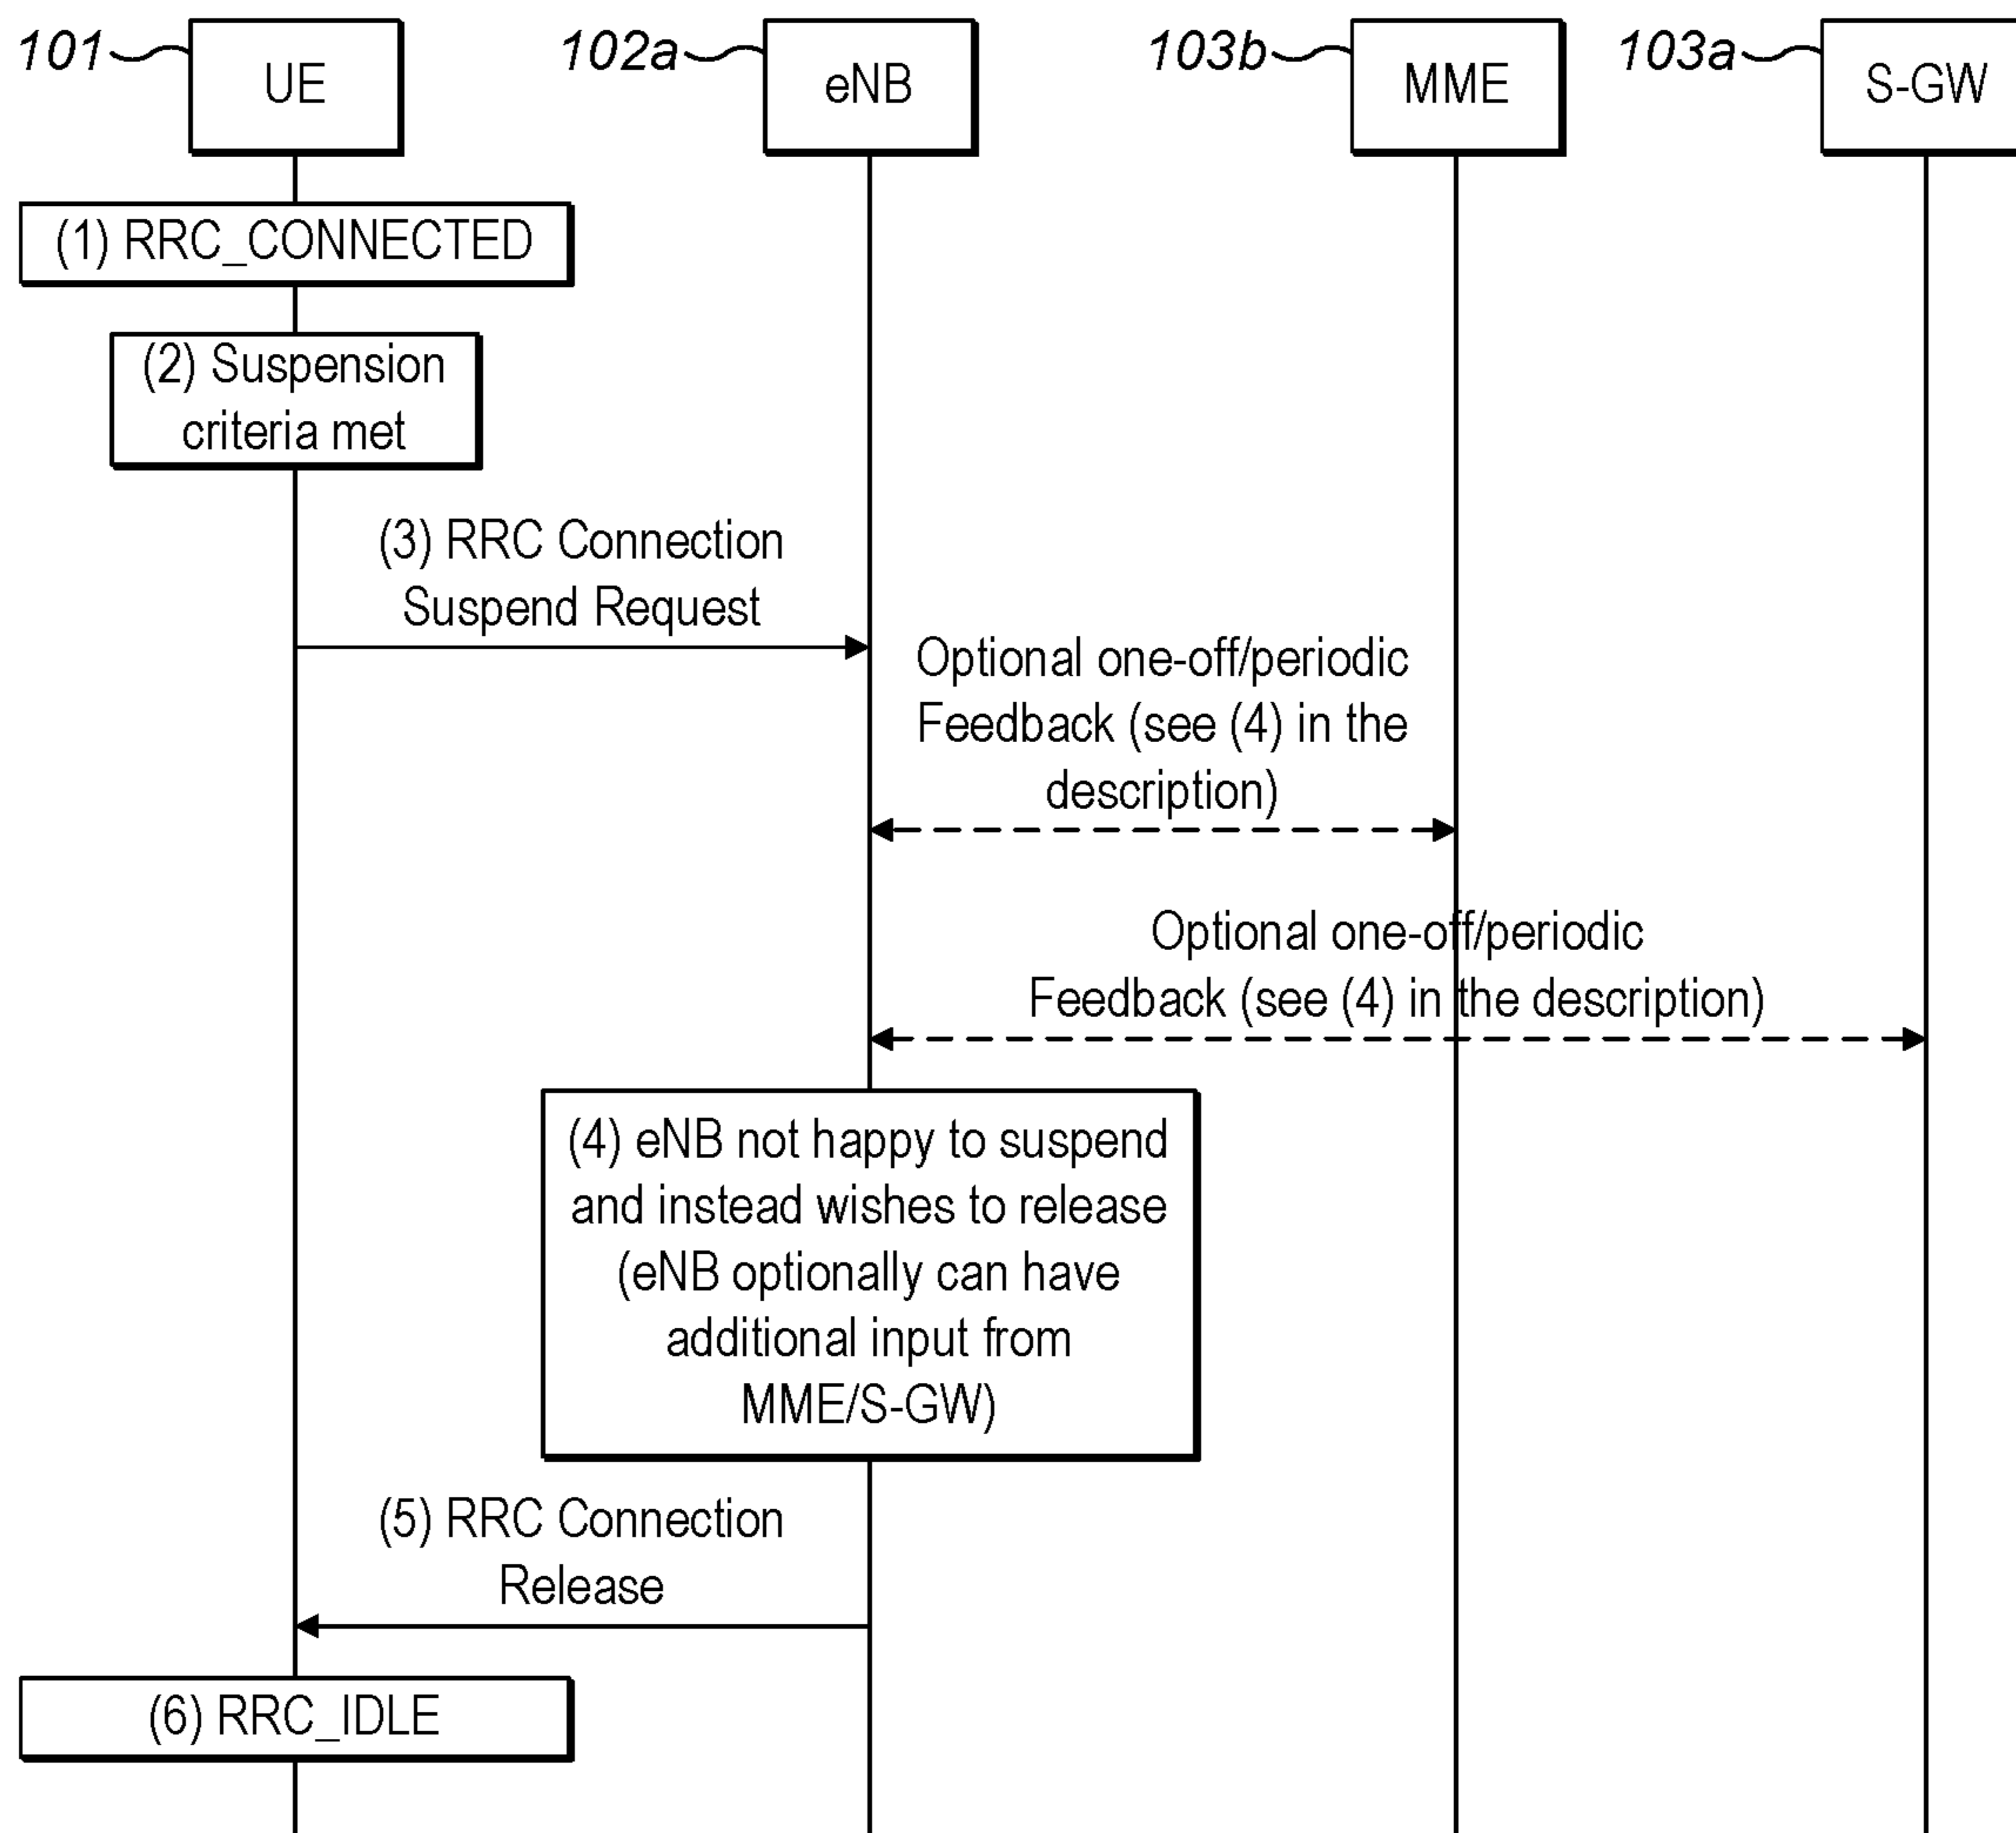 101
UE
102a
eNB
103b
MME
103a
S-GW
(1) RRC_CONNECTED
(2) Suspension
criteria met
(3) RRC Connection
Suspend Request
Optional one-off/periodic
Feedback (see (4) in the
description)
Optional one-off/periodic
Feedback (see (4) in the description)
(4) eNB not happy to suspend
and instead wishes to release
(eNB optionally can have
additional input from
MME/S-GW)
(5) RRC Connection
Release
(6) RRC_IDLE